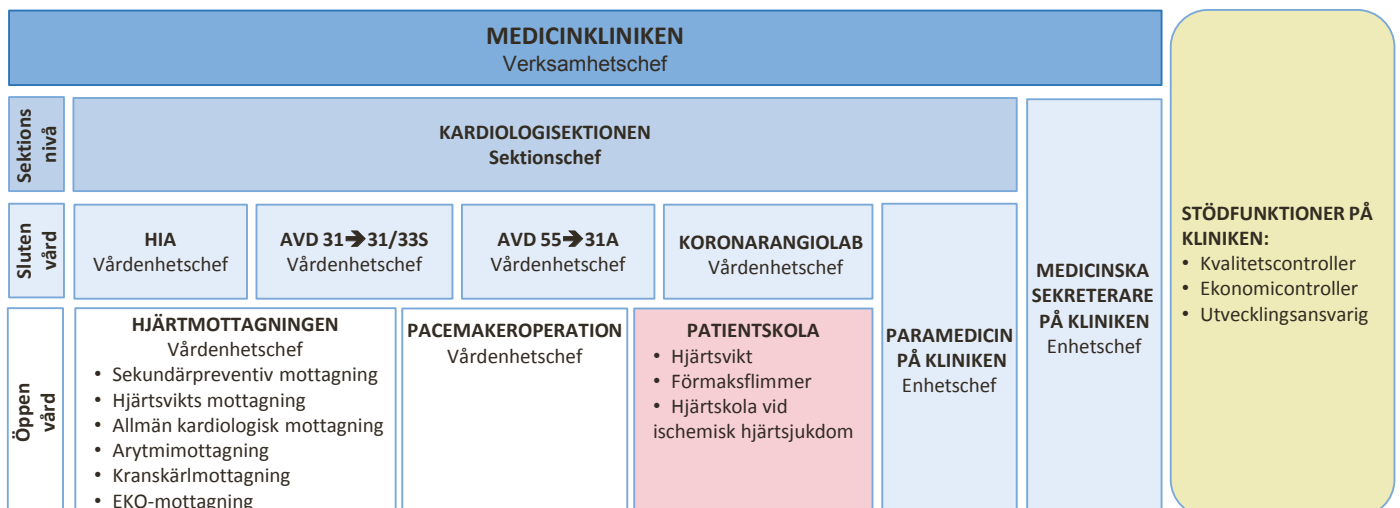 MEDICINKLINIKEN
Verksamhetschef
Sektions
nivå
KARDIOLOGISEKTIONEN
Sektionschef
Sluten
vård
HIA
Vårdenhetschef
AVD 31➔31/33S
Vårdenhetschef
AVD 55➔31A
Vårdenhetschef
KORONARANGIOLAB
Vårdenhetschef
Öppen
vård
HJÄRTMOTTAGNINGEN
Vårdenhetschef
• Sekundärpreventiv mottagning
• Hjärtsvikts mottagning
• Allmän kardiologisk mottagning
• Arytmimottagning
• Kranskärlmottagning
• EKO-mottagning
PACEMAKEROPERATION
Vårdenhetschef
PATIENTSKOLA
• Hjärtsvikt
• Förmaksflimmer
• Hjärtskola vid
ischemisk hjärtsjukdom
PARAMEDICIN
PÅ KLINIKEN
Enhetschef
MEDICINSKA
SEKRETERARE
PÅ KLINIKEN
Enhetschef
STÖDFUNKTIONER PÅ
KLINIKEN:
• Kvalitetscontroller
• Ekonomicontroller
• Utvecklingsansvarig